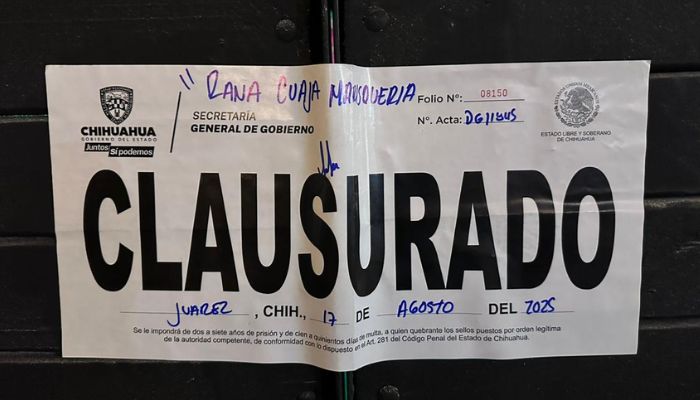 " RANA CUAJA MARISQUERIA
Folio Nº: 08150
Nº. Acta:
CHIHUAHUA
GOBIERNO DEL ESTADO
Juntos Sí podemos
SECRETARÍA
GENERAL DE GOBIERNO
ESTADO LIBRE Y SOBERANO
DE CHIHUAHUA
CLAUSURADO
JUAREZ, CHIH., 17 DE AGOSTO DEL 2025
Se le impondrá de dos a siete años de prisión y de cien a quinientos días de multa, a quien quebrante los sellos puestos por orden legítima
de la autoridad competente, de conformidad con lo dispuesto en el Art. 281 del Código Penal del Estado de Chihuahua.